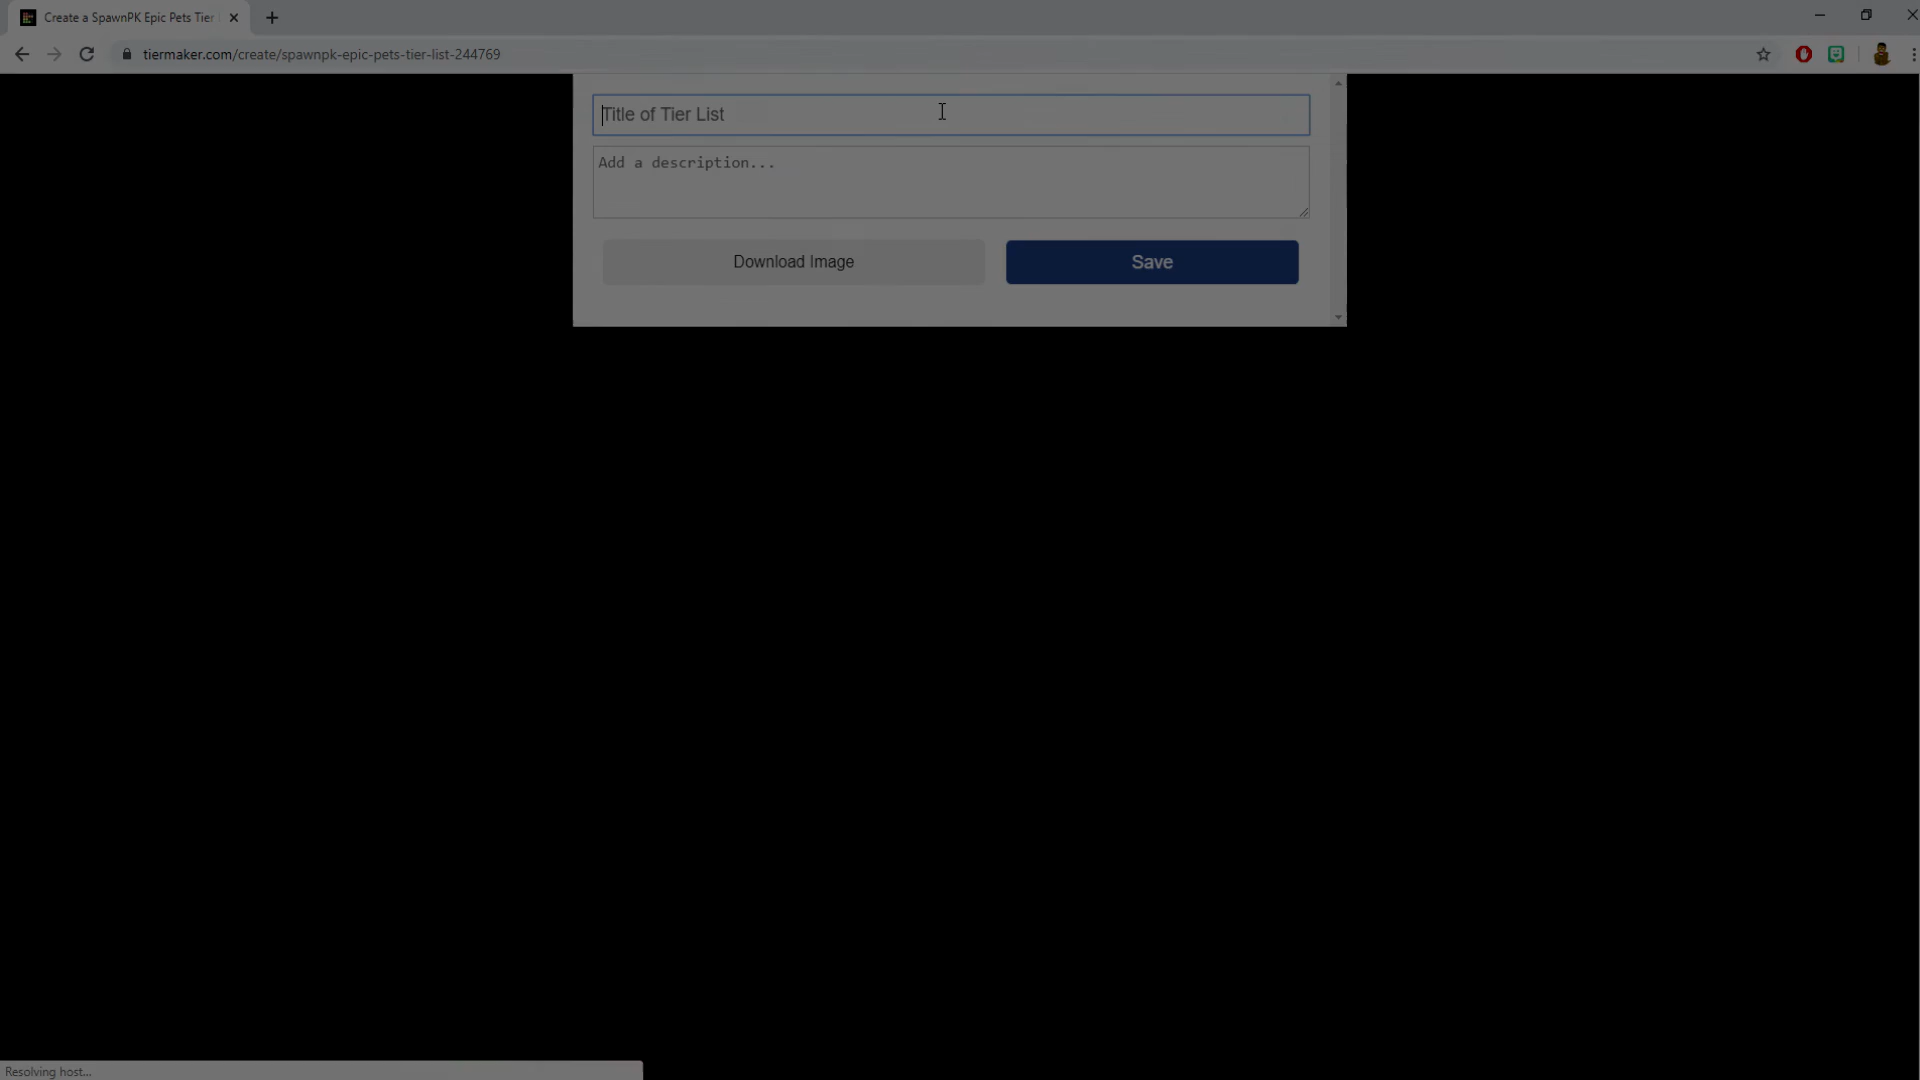 Create a SpawnPK Epic Pets Tier
tiermaker.com/create/spawnpk-epic-pets-tier-list-244769
Title of Tier List
Add a description...
Download Image
Save
Resolving host...